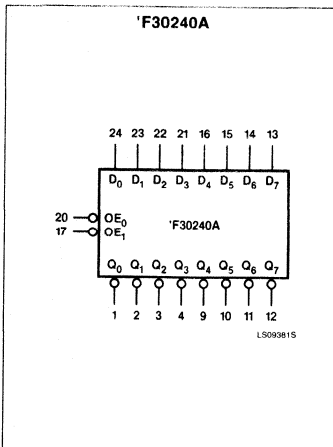 'F30240A
24 23 22 21 16 15 14 13
D0 D1 D2 D3 D4 D5 D6 D7
20 OE0
'F30240A
17 OE1
Q0 Q1 Q2 Q3 Q4 Q5 Q6 Q7
1 2 3 4 9 10 11 12
LS09381S